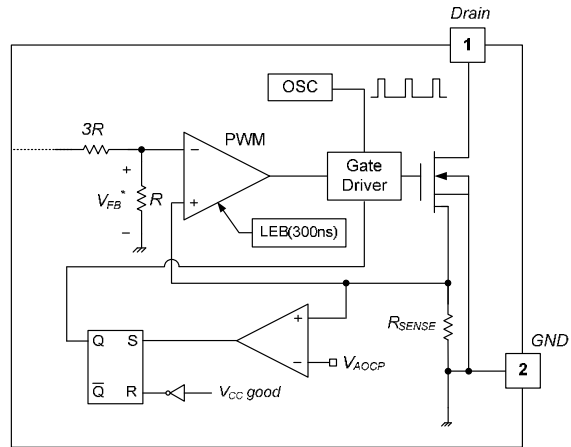 Drain
1
OSC
3R
PWM
+
V_FB*
–
R
−
+
Gate
Driver
LEB(300ns)
R_SENSE
GND
2
Q S
Q̅ R
+
−
V_AOCP
V_CC good